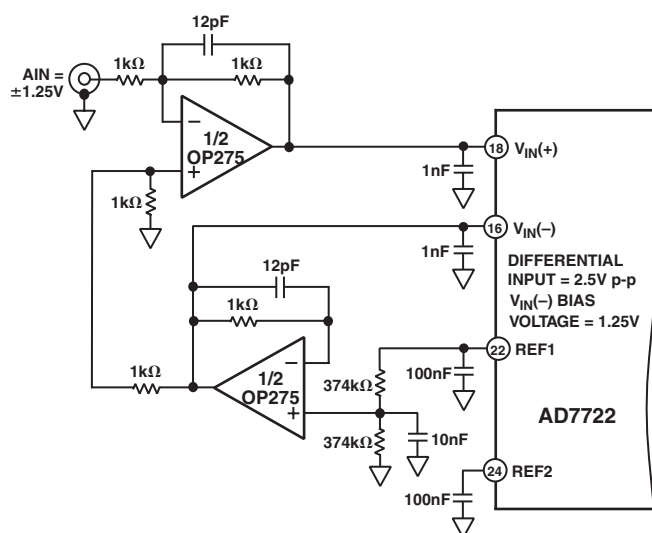 12pF
AIN =
±1.25V
1kΩ
1kΩ
1/2
OP275
–
+
1kΩ
1nF
18
VIN(+)
16
VIN(–)
1nF
DIFFERENTIAL
INPUT = 2.5V p-p
VIN(–) BIAS
VOLTAGE = 1.25V
12pF
1kΩ
1kΩ
1/2
OP275
–
+
374kΩ
374kΩ
10nF
100nF
22
REF1
AD7722
24
REF2
100nF